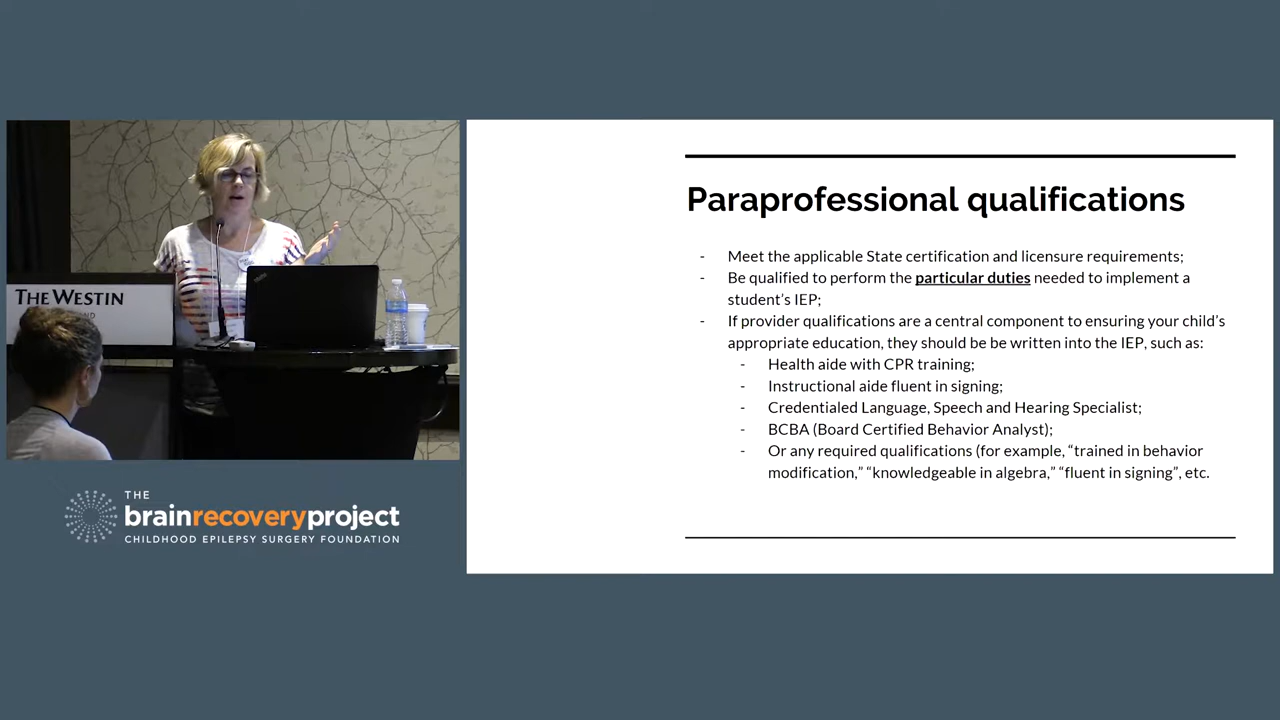 THE WESTIN
THE
brainrecoveryproject
CHILDHOOD EPILEPSY SURGERY FOUNDATION
Paraprofessional qualifications
- Meet the applicable State certification and licensure requirements;
- Be qualified to perform the particular duties needed to implement a
student’s IEP;
- If provider qualifications are a central component to ensuring your child’s
appropriate education, they should be be written into the IEP, such as:
- Health aide with CPR training;
- Instructional aide fluent in signing;
- Credentialed Language, Speech and Hearing Specialist;
- BCBA (Board Certified Behavior Analyst);
- Or any required qualifications (for example, “trained in behavior
modification,” “knowledgeable in algebra,” “fluent in signing”, etc.